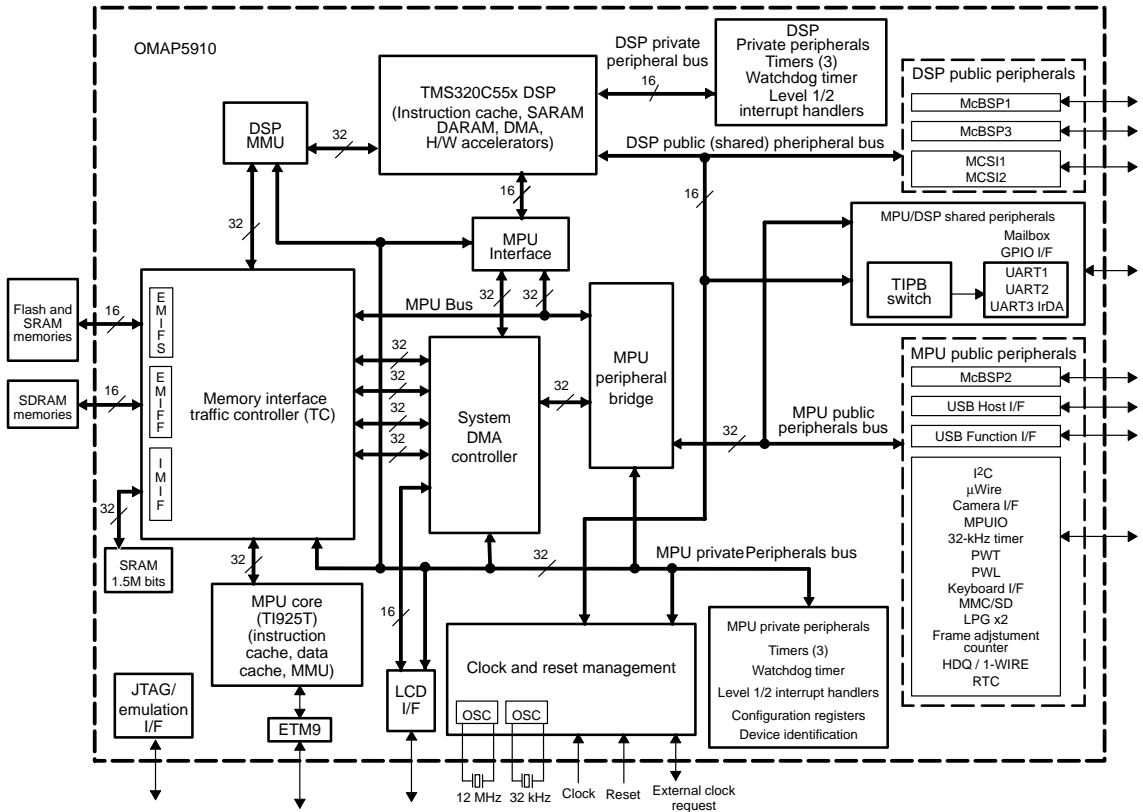 OMAP5910
DSP private
peripheral bus
16
DSP
Private peripherals
Timers (3)
Watchdog timer
Level 1/2
interrupt handlers
TMS320C55x DSP
(Instruction cache, SARAM
DARAM, DMA,
H/W accelerators)
DSP
MMU
32
DSP public (shared) pheripheral bus
16
DSP public peripherals
McBSP1
McBSP3
MCSI1
MCSI2
32
16
MPU
Interface
MPU/DSP shared peripherals
Mailbox
GPIO I/F
TIPB
switch
UART1
UART2
UART3 IrDA
Flash and
SRAM
memories
16
SDRAM
memories
16
EMIFS
EMIFF
IMIF
Memory interface
traffic controller (TC)
MPU Bus
32
32
32
32
32
32
System
DMA
controller
32
MPU
peripheral
bridge
32
MPU public
peripherals bus
MPU public peripherals
McBSP2
USB Host I/F
USB Function I/F
I²C
µWire
Camera I/F
MPUIO
32-kHz timer
PWT
PWL
Keyboard I/F
MMC/SD
LPG x2
Frame adjstument
counter
HDQ / 1-WIRE
RTC
32
SRAM
1.5M bits
32
32
MPU private Peripherals bus
MPU core
(TI925T)
(instruction
cache, data
cache, MMU)
16
JTAG/
emulation
I/F
ETM9
LCD
I/F
Clock and reset management
OSC
OSC
12 MHz
32 kHz
Clock
Reset
External clock
request
MPU private peripherals
Timers (3)
Watchdog timer
Level 1/2 interrupt handlers
Configuration registers
Device identification